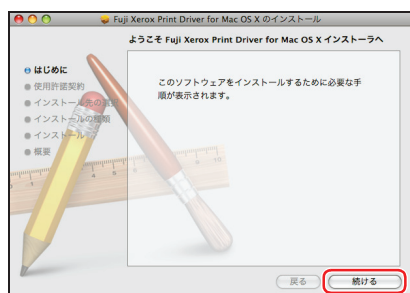 Fuji Xerox Print Driver for Mac OS X のインストール
ようこそ Fuji Xerox Print Driver for Mac OS X インストーラへ
はじめに
使用許諾契約
インストール先の選択
インストールの種類
インストール
概要
このソフトウェアをインストールするために必要な手
順が表示されます。
戻る
続ける